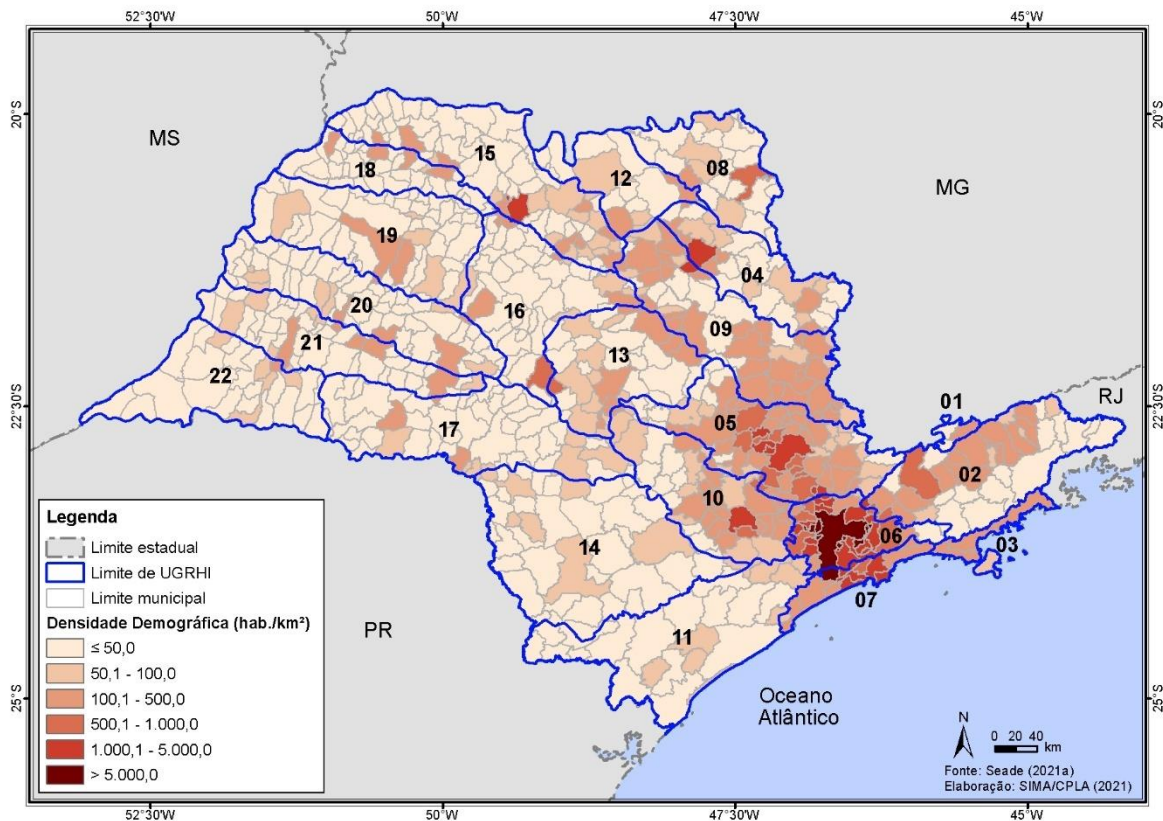 52°30'W 50°W 47°30'W 45°W
20°S 20°S
MS
MG
15
18
12
08
19
04
20
16
09
21
13
22
22°30'S 22°30'S
RJ
01
05
17
02
10
06
03
14
07
PR
11
25°S 25°S
Oceano
Atlântico
Legenda
Limite estadual
Limite de UGRHI
Limite municipal
Densidade Demográfica (hab./km²)
≤ 50,0
50,1 - 100,0
100,1 - 500,0
500,1 - 1.000,0
1.000,1 - 5.000,0
> 5.000,0
N
0 20 40
km
Fonte: Seade (2021a)
Elaboração: SIMA/CPLA (2021)
52°30'W 50°W 47°30'W 45°W